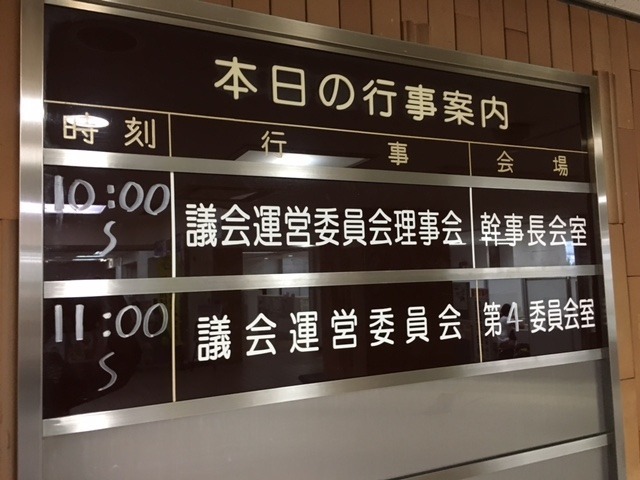 本日の行事案内
時刻 行事 会場
10:00 議会運営委員会理事会 幹事長会室
〜
11:00 議会運営委員会 第4委員会室
〜